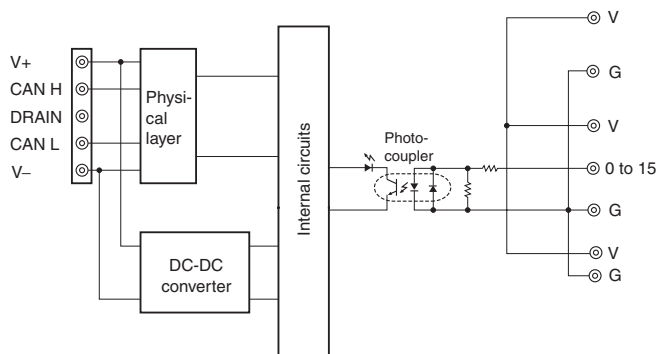 V+
CAN H
DRAIN
CAN L
V–
Physi-
cal
layer
DC-DC
converter
Internal circuits
Photo-
coupler
V
G
V
0 to 15
G
V
G